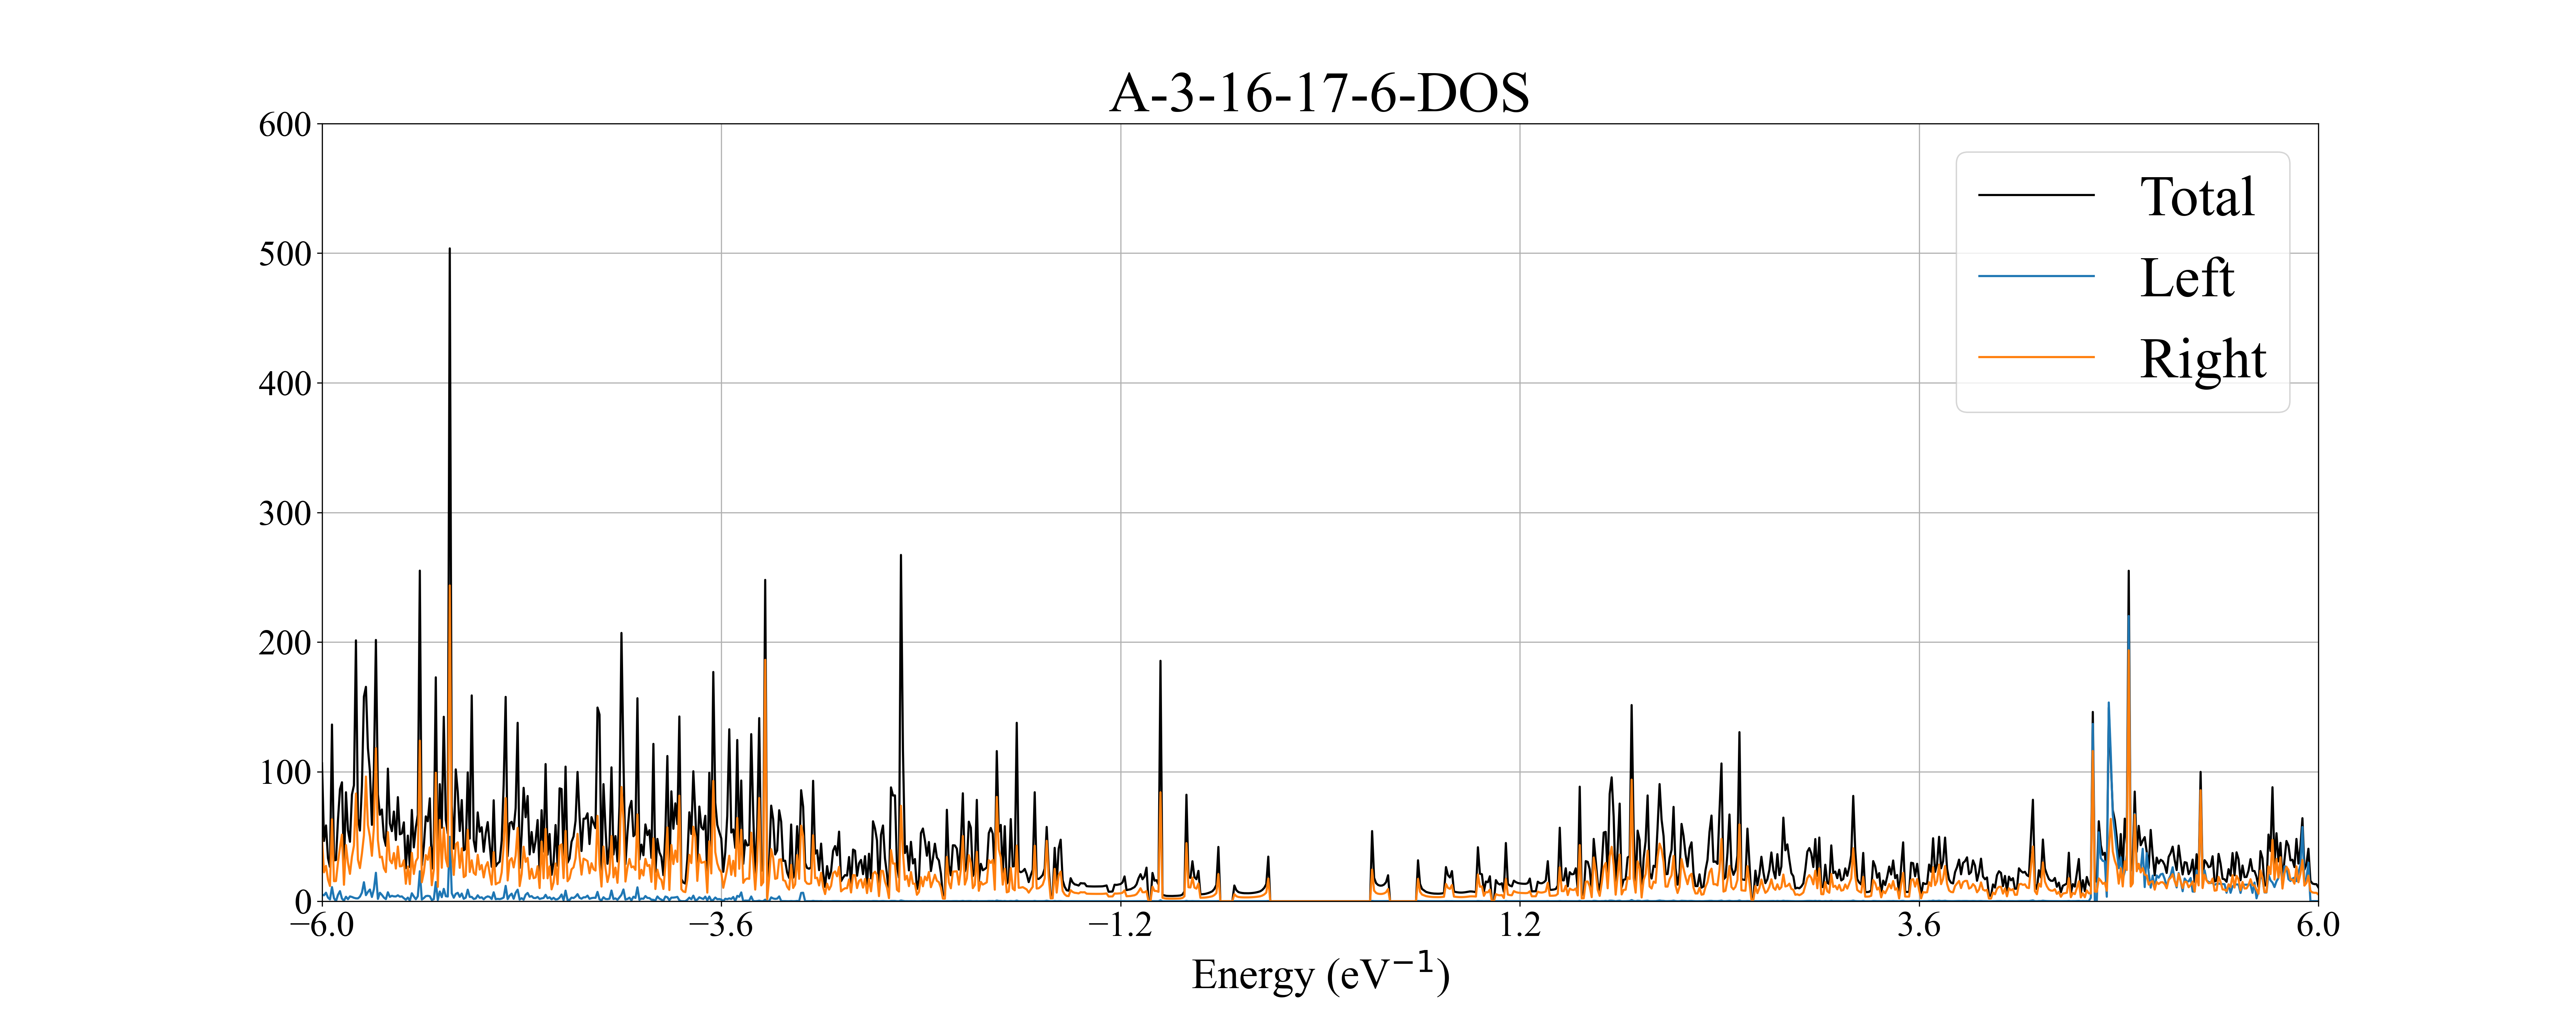 A-3-16-17-6-DOS
600
500
400
300
200
100
0
Total
Left
Right
−6.0 −3.6 −1.2 1.2 3.6 6.0
Energy (eV⁻¹)